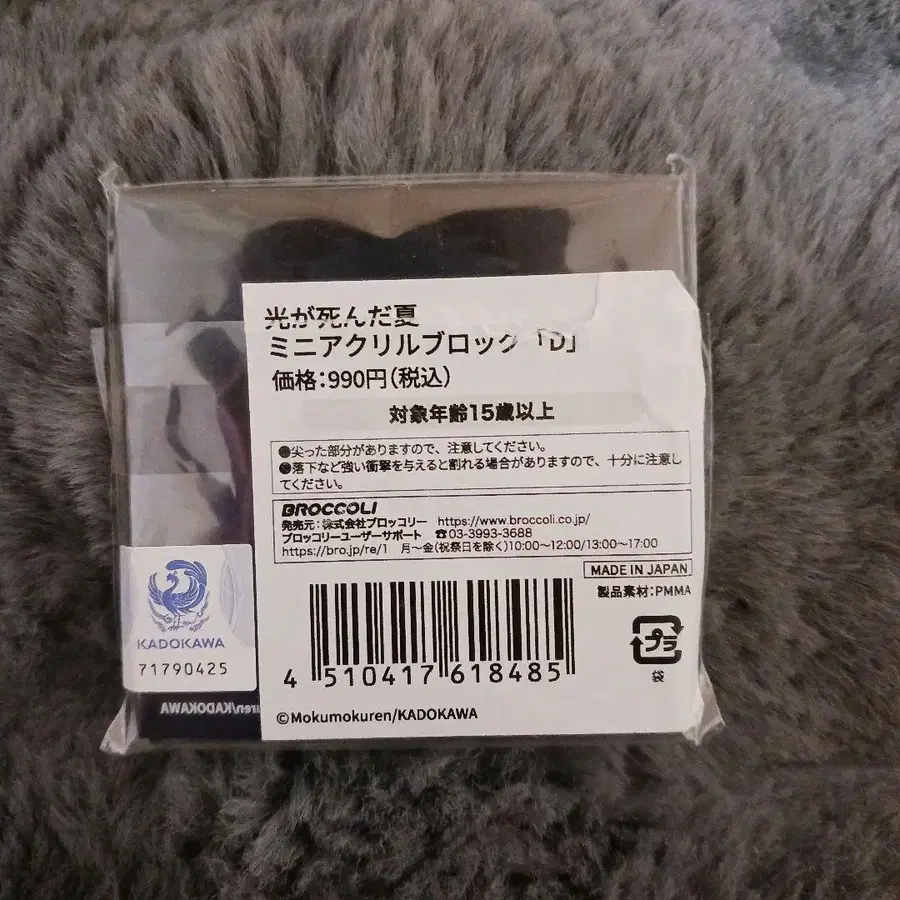 光が死んだ夏
ミニアクリルブロック「D」
価格:990円(税込)
対象年齢15歳以上
●尖った部分がありますので、注意してください。
●落下など強い衝撃を与えると割れる場合がありますので、十分に注意し
てください。
BROCCOLI
発売元:株式会社ブロッコリー https://www.broccoli.co.jp/
ブロッコリーユーザーサポート ☎03-3993-3688
https://bro.jp/re/1 月〜金(祝祭日を除く)10:00〜12:00/13:00〜17:00
MADE IN JAPAN
製品素材:PMMA
プラ
袋
4 510417 618485
©Mokumokuren/KADOKAWA
KADOKAWA
71790425
uren/KADOKAWA